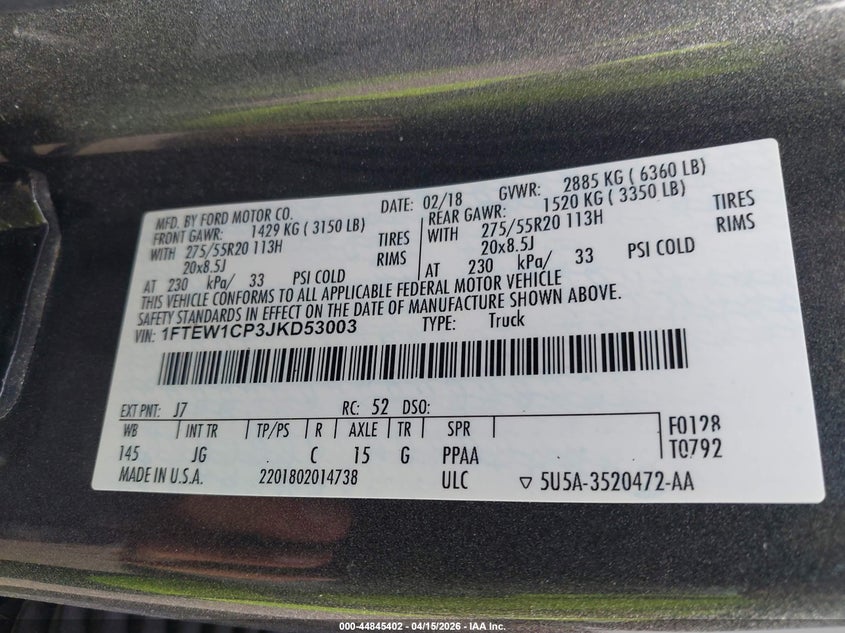 MFD. BY FORD MOTOR CO. DATE: 02/18 GVWR: 2885 KG ( 6360 LB)
FRONT GAWR: 1429 KG ( 3150 LB) REAR GAWR: 1520 KG ( 3350 LB)
WITH 275/55R20 113H TIRES WITH 275/55R20 113H TIRES
20x8.5J RIMS 20x8.5J RIMS
AT 230 kPa/ 33 PSI COLD AT 230 kPa/ 33 PSI COLD
THIS VEHICLE CONFORMS TO ALL APPLICABLE FEDERAL MOTOR VEHICLE
SAFETY STANDARDS IN EFFECT ON THE DATE OF MANUFACTURE SHOWN ABOVE.
VIN: 1FTEW1CP3JKD53003 TYPE: Truck
EXT PNT: J7 RC: 52 DSO:
WB INT TR TP/PS R AXLE TR SPR F0128
145 JG C 15 G PPAA T0792
MADE IN U.S.A. 2201802014738 ULC ▽ 5U5A-3520472-AA
000-44845402 - 04/15/2026 - IAA Inc.